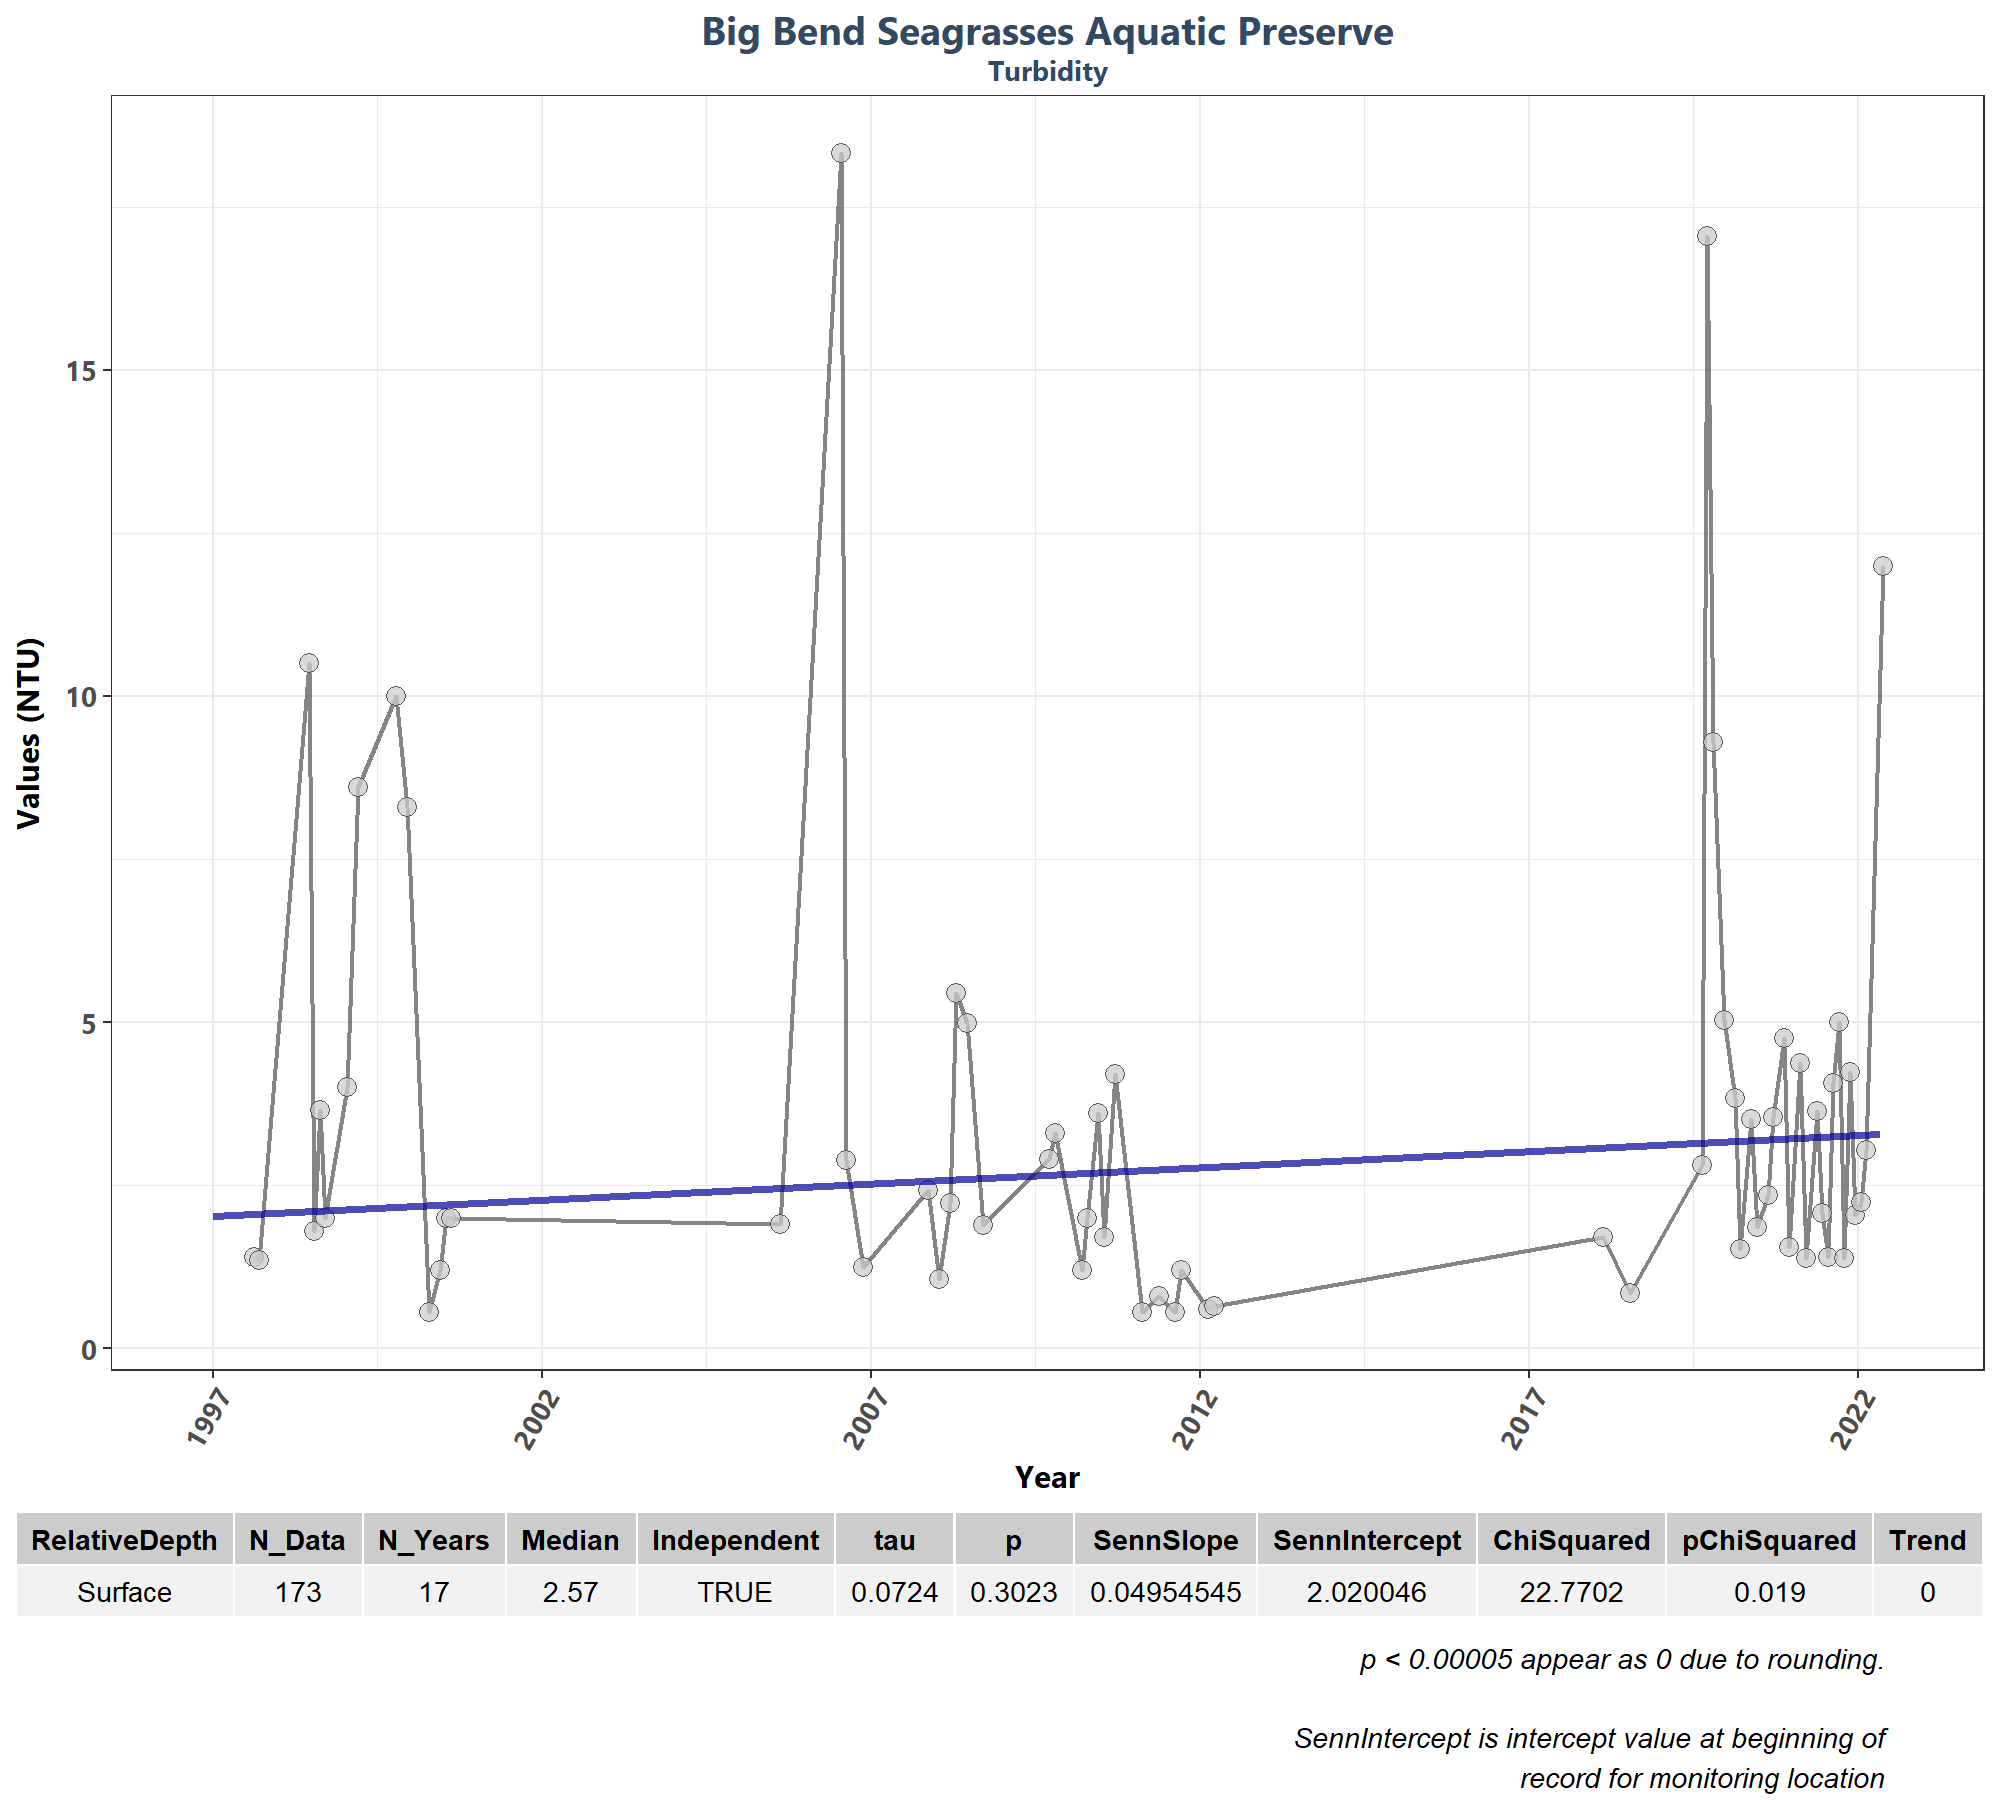 Big Bend Seagrasses Aquatic Preserve
Turbidity
Values (NTU)
15
10
5
0
1997
2002
2007
2012
2017
2022
Year
RelativeDepth N_Data N_Years Median Independent tau p SennSlope SennIntercept ChiSquared pChiSquared Trend
Surface 173 17 2.57 TRUE 0.0724 0.3023 0.04954545 2.020046 22.7702 0.019 0
p < 0.00005 appear as 0 due to rounding.
SennIntercept is intercept value at beginning of
record for monitoring location